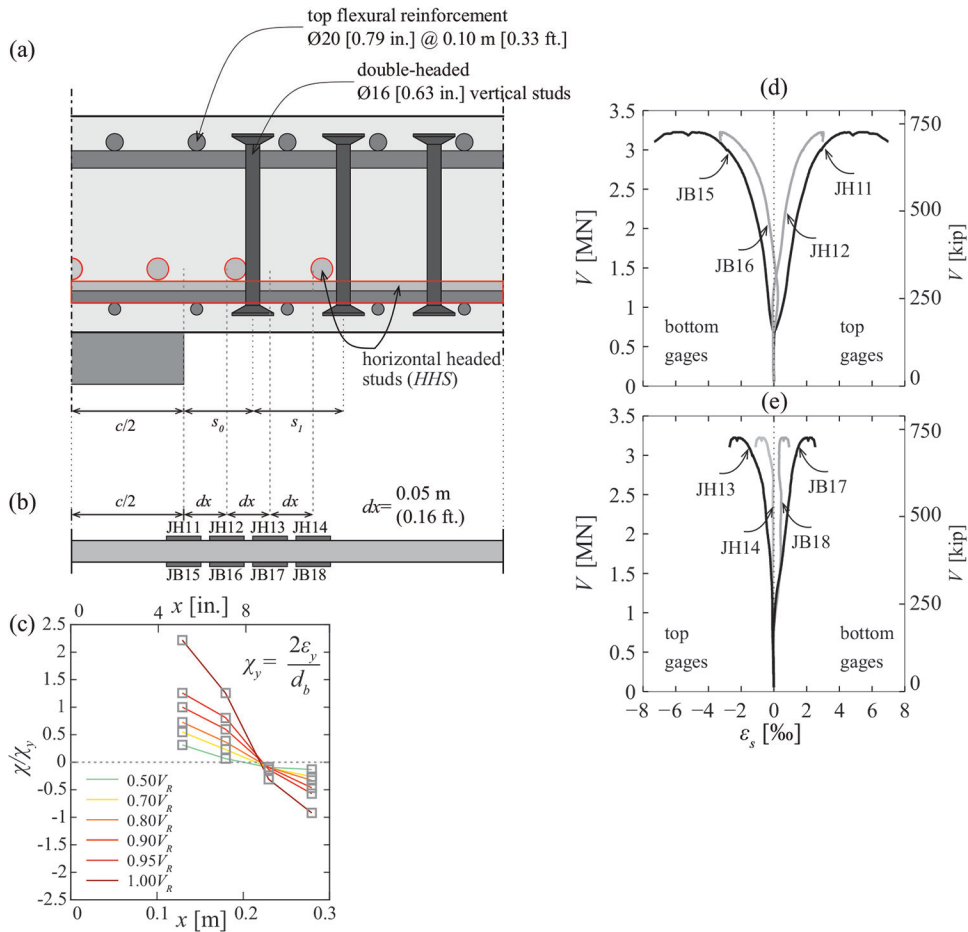 (a)
top flexural reinforcement
Ø20 [0.79 in.] @ 0.10 m [0.33 ft.]
double-headed
Ø16 [0.63 in.] vertical studs
horizontal headed
studs (HHS)
c/2
s₀
s₁
(b)
c/2
dx
dx
dx
dx=
0.05 m
(0.16 ft.)
JH11 JH12 JH13 JH14
JB15 JB16 JB17 JB18
(c)
0 4 8
x [in.]
χ/χy
2.5
2
1.5
1
0.5
0
-0.5
-1
-1.5
-2
-2.5
χy = 2εy
db
0.50VR
0.70VR
0.80VR
0.90VR
0.95VR
1.00VR
0 0.1 0.2 0.3
x [m]
(d)
V [MN]
3.5
3
2.5
2
1.5
1
0.5
0
V [kip]
750
500
250
0
JB15
JH11
JB16
JH12
bottom
gages
top
gages
(e)
V [MN]
3.5
3
2.5
2
1.5
1
0.5
0
V [kip]
750
500
250
0
JH13
JB17
JH14
JB18
top
gages
bottom
gages
−8 −6 −4 −2 0 2 4 6 8
εs [‰]